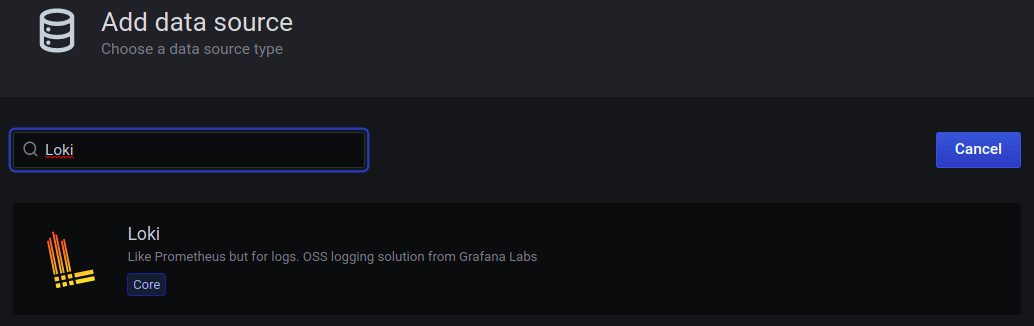 Add data source
Choose a data source type
Loki
Cancel
Loki
Like Prometheus but for logs. OSS logging solution from Grafana Labs
Core